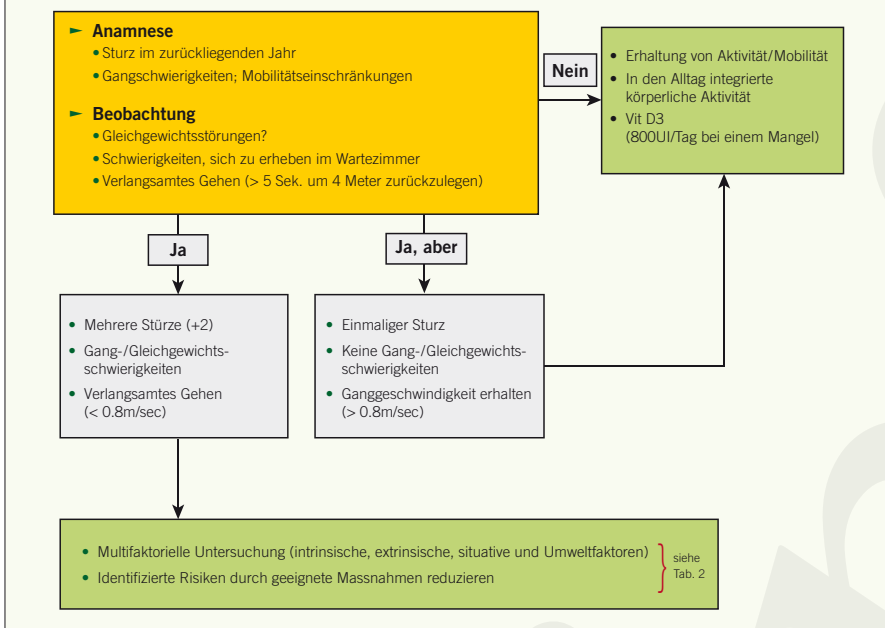 ► Anamnese
• Sturz im zurückliegenden Jahr
• Gangschwierigkeiten; Mobilitätseinschränkungen
► Beobachtung
• Gleichgewichtsstörungen?
• Schwierigkeiten, sich zu erheben im Wartezimmer
• Verlangsamtes Gehen (> 5 Sek. um 4 Meter zurückzulegen)
Nein
• Erhaltung von Aktivität/Mobilität
• In den Alltag integrierte
körperliche Aktivität
• Vit D3
(800UI/Tag bei einem Mangel)
Ja
Ja, aber
• Mehrere Stürze (+2)
• Gang-/Gleichgewichts-
schwierigkeiten
• Verlangsamtes Gehen
(< 0.8m/sec)
• Einmaliger Sturz
• Keine Gang-/Gleichgewichts-
schwierigkeiten
• Ganggeschwindigkeit erhalten
(> 0.8m/sec)
• Multifaktorielle Untersuchung (intrinsische, extrinsische, situative und Umweltfaktoren)
• Identifizierte Risiken durch geeignete Massnahmen reduzieren
siehe
Tab. 2